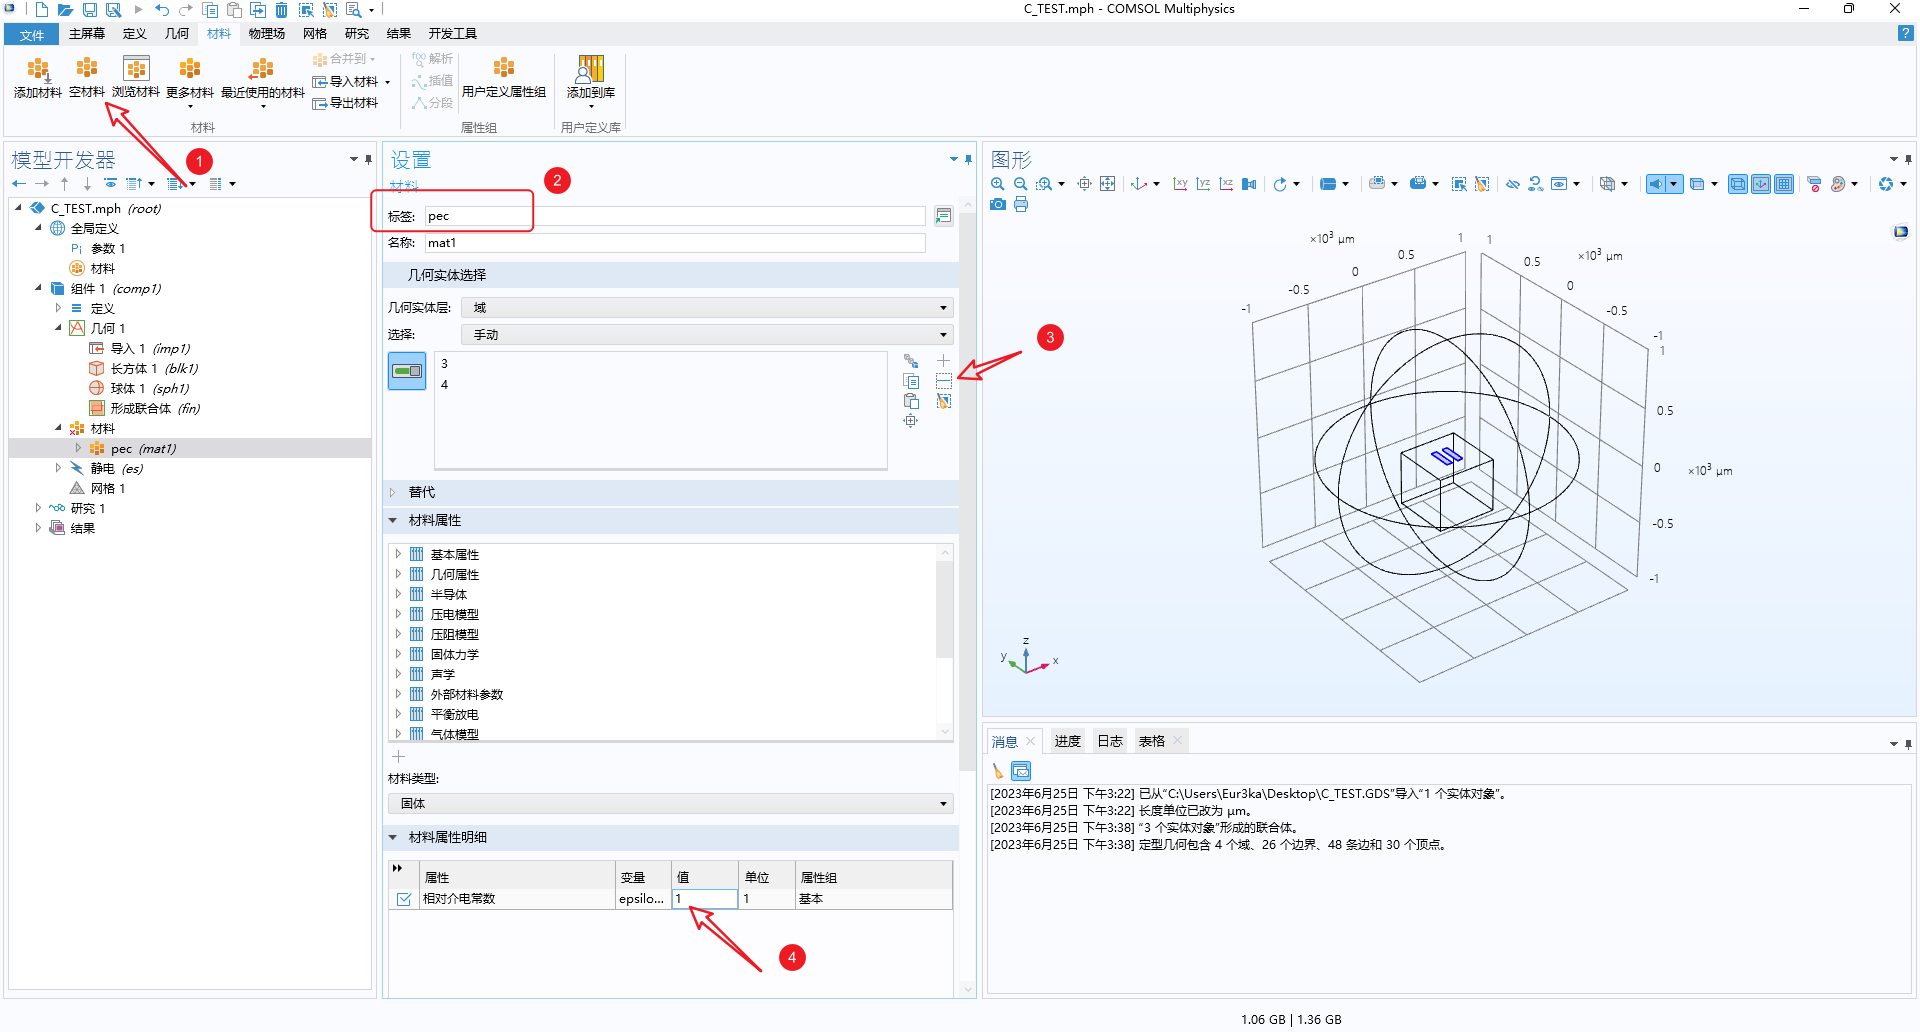 C_TEST.mph - COMSOL Multiphysics
文件 主屏幕 定义 几何 材料 物理场 网格 研究 结果 开发工具
添加材料 空材料 浏览材料 更多材料 最近使用的材料
合并到
导入材料
导出材料
材料
f(x) 解析
插值
分段
用户定义属性组
属性组
添加到库
用户定义库
1
模型开发器
C_TEST.mph (root)
全局定义
Pi 参数 1
材料
组件 1 (comp1)
定义
几何 1
导入 1 (imp1)
长方体 1 (blk1)
球体 1 (sph1)
形成联合体 (fin)
材料
pec (mat1)
静电 (es)
网格 1
研究 1
结果
设置
材料
2
标签: pec
名称: mat1
几何实体选择
几何实体层: 域
选择: 手动
3
4
3
替代
材料属性
基本属性
几何属性
半导体
压电模型
压阻模型
固体力学
声学
外部材料参数
平衡放电
气体模型
材料类型:
固体
材料属性明细
属性 变量 值 单位 属性组
相对介电常数 epsilo... 1 1 基本
4
图形
xy yz xz
×10³ µm 1 1
0.5 0.5 ×10³ µm
0 0
-0.5 -0.5
-1 -1
1
0.5
0 ×10³ µm
-0.5
-1
z
y x
消息 进度 日志 表格
[2023年6月25日 下午3:22] 已从“C:\Users\Eur3ka\Desktop\C_TEST.GDS”导入“1 个实体对象”。
[2023年6月25日 下午3:22] 长度单位已改为 µm。
[2023年6月25日 下午3:38] “3 个实体对象”形成的联合体。
[2023年6月25日 下午3:38] 定型几何包含 4 个域、26 个边界、48 条边和 30 个顶点。
1.06 GB | 1.36 GB